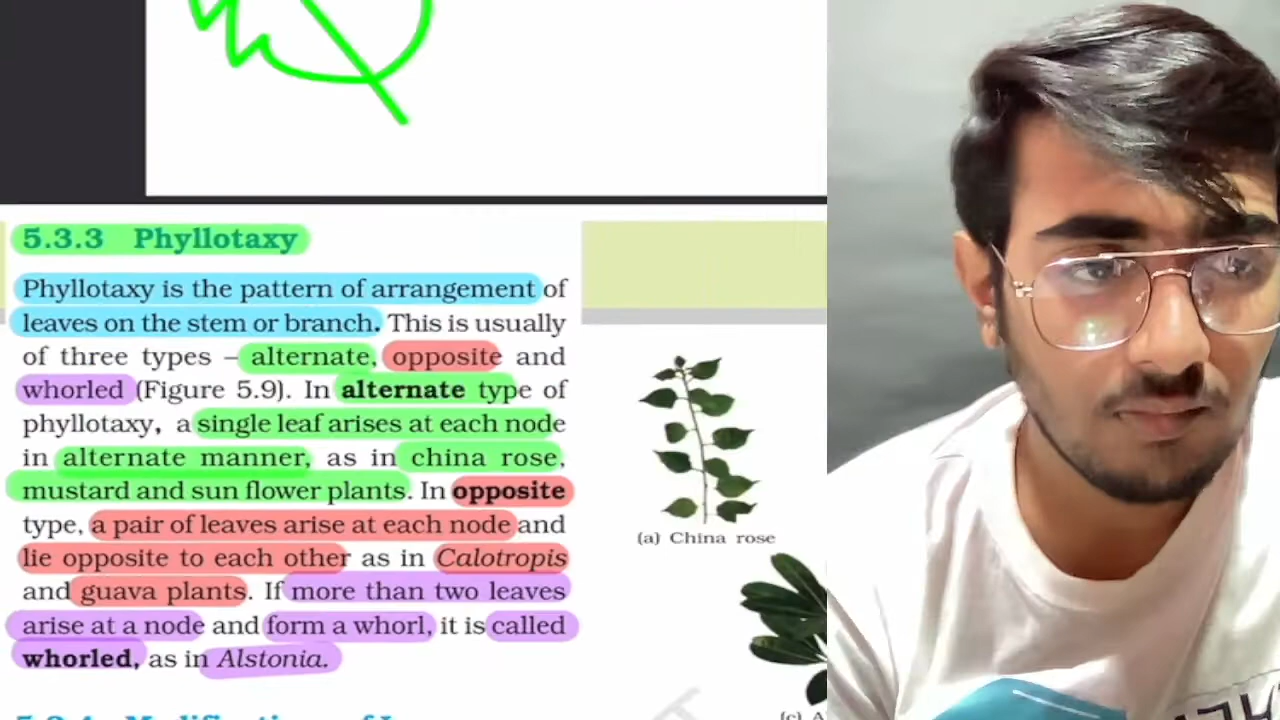 5.3.3 Phyllotaxy
Phyllotaxy is the pattern of arrangement of
leaves on the stem or branch. This is usually
of three types – alternate, opposite and
whorled (Figure 5.9). In alternate type of
phyllotaxy, a single leaf arises at each node
in alternate manner, as in china rose,
mustard and sun flower plants. In opposite
type, a pair of leaves arise at each node and
lie opposite to each other as in Calotropis
and guava plants. If more than two leaves
arise at a node and form a whorl, it is called
whorled, as in Alstonia.
(a) China rose
(c) A